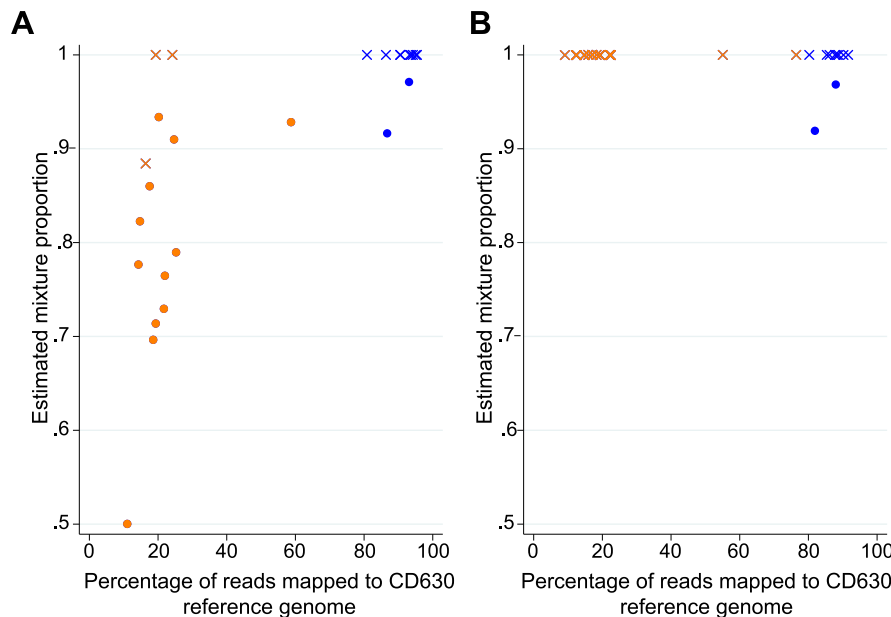 A
B
Estimated mixture proportion
1
.9
.8
.7
.6
.5
0 20 40 60 80 100
Percentage of reads mapped to CD630
reference genome
Estimated mixture proportion
1
.9
.8
.7
.6
.5
0 20 40 60 80 100
Percentage of reads mapped to CD630
reference genome